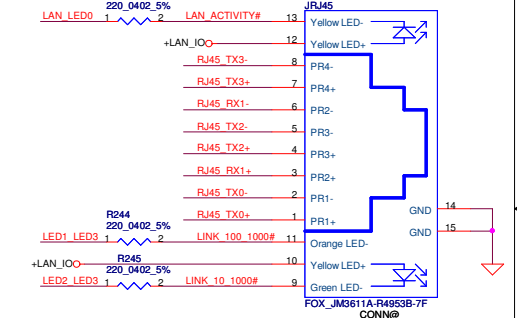 JRJ45
220_0402_5%
LAN_LED0 1 2 LAN_ACTIVITY# 13 Yellow LED-
+LAN_IO 12 Yellow LED+
RJ45_TX3- 8 PR4-
RJ45_TX3+ 7 PR4+
RJ45_RX1- 6 PR2-
RJ45_TX2- 5 PR3-
RJ45_TX2+ 4 PR3+
RJ45_RX1+ 3 PR2+
RJ45_TX0- 2 PR1-
RJ45_TX0+ 1 PR1+
GND 14
GND 15
R244
220_0402_5%
LED1_LED3 1 2 LINK_100_1000# 11 Orange LED-
R245
+LAN_IO 10 Yellow LED+
220_0402_5%
LED2_LED3 1 2 LINK_10_1000# 9 Green LED-
FOX_JM3611A-R4953B-7F
CONN@